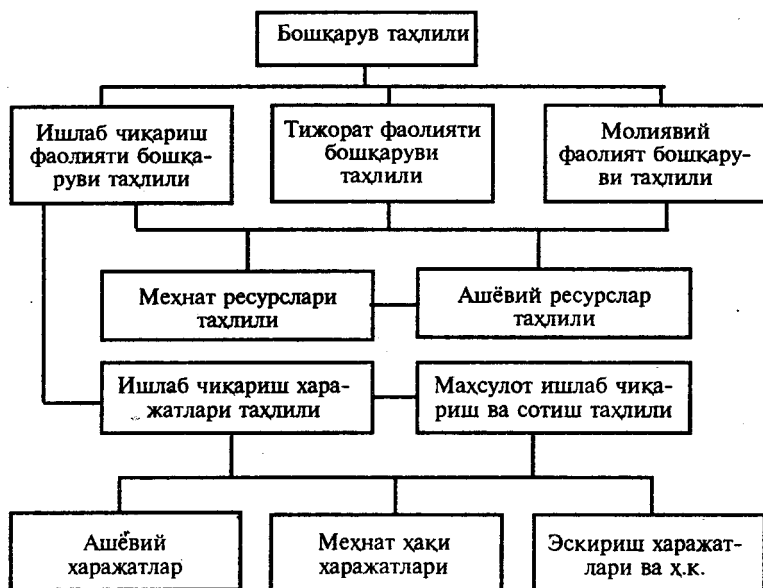 Бошқарув таҳлили
Ишлаб чиқариш
фаолияти бошқа-
руви таҳлили
Тижорат фаолияти
бошқаруви
таҳлили
Молиявий
фаолият бошқару-
ви таҳлили
Меҳнат ресурслари
таҳлили
Ашёвий ресурслар
таҳлили
Ишлаб чиқариш хара-
жатлари таҳлили
Маҳсулот ишлаб чиқа-
риш ва сотиш таҳлили
Ашёвий
харажатлар
Меҳнат ҳақи
харажатлари
Эскириш харажат-
лари ва ҳ.к.